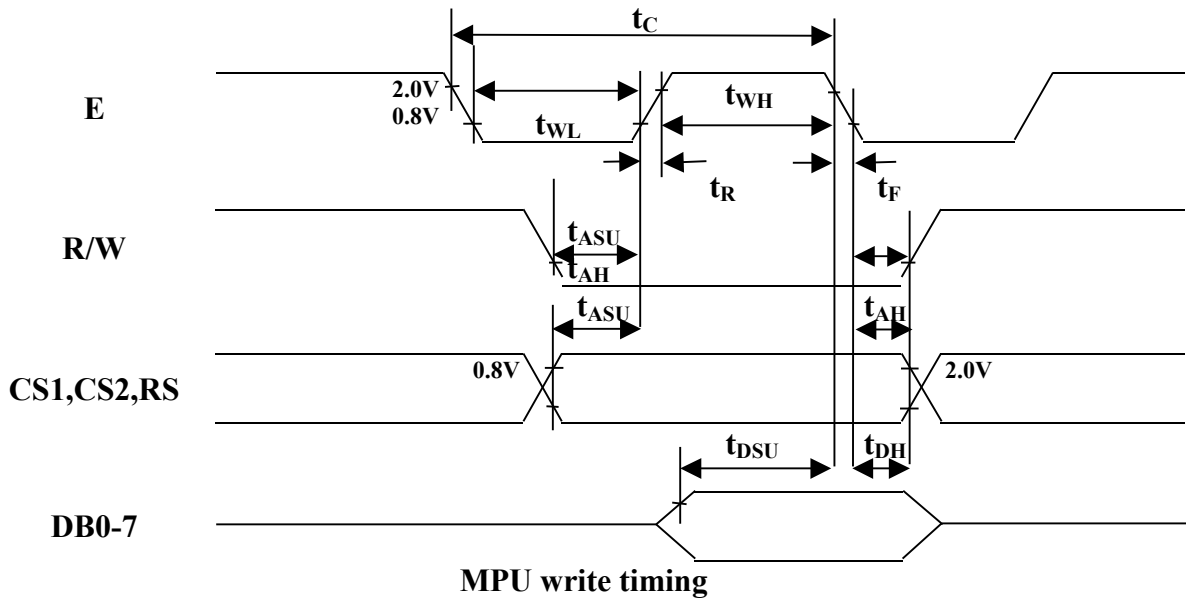 tC
E
2.0V
0.8V
tWL
tWH
tR
tF
R/W
tASU
tAH
tASU
tAH
CS1,CS2,RS
0.8V
2.0V
tDSU
tDH
DB0-7
MPU write timing